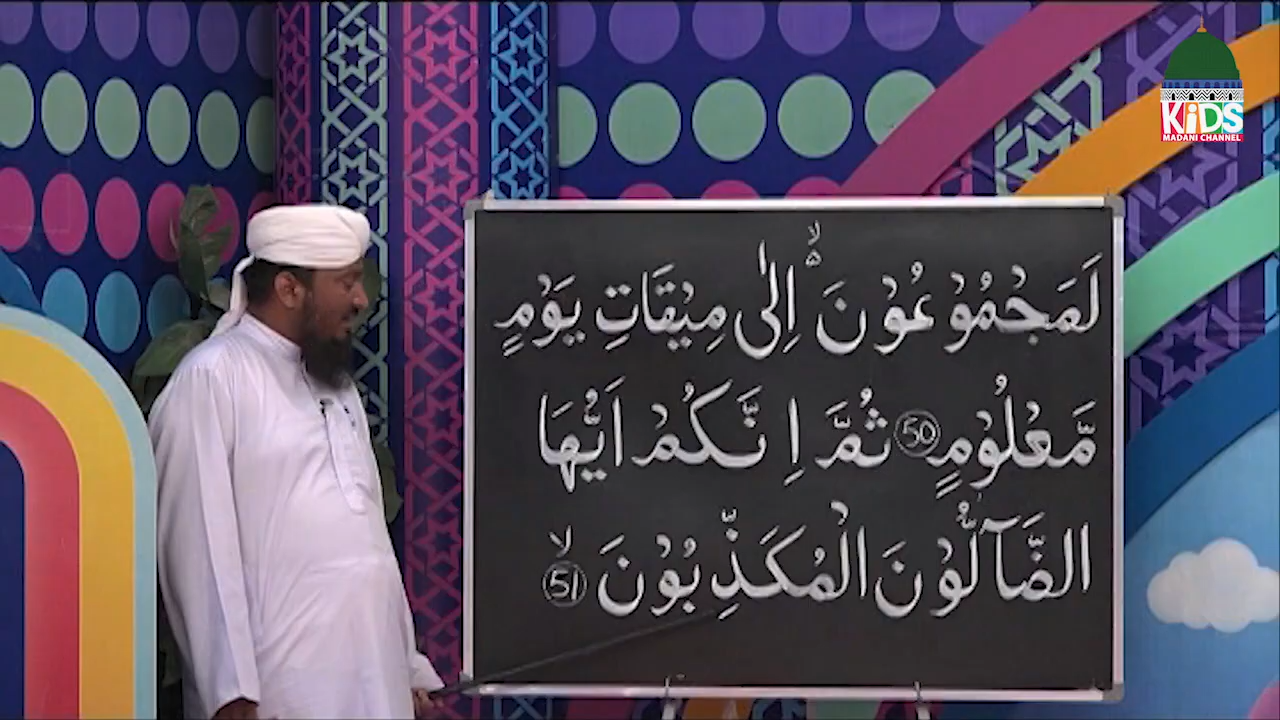 KiDS
MADANI CHANNEL
لَمَجْمُوْعُوْنَ ۙ۬ اِلٰى مِیْقَاتِ یَوْمٍ
مَّعْلُوْمٍ 50 ثُمَّ اِنَّكُمْ اَیُّهَا
الضَّآلُّوْنَ الْمُكَذِّبُوْنَ ۙ 51